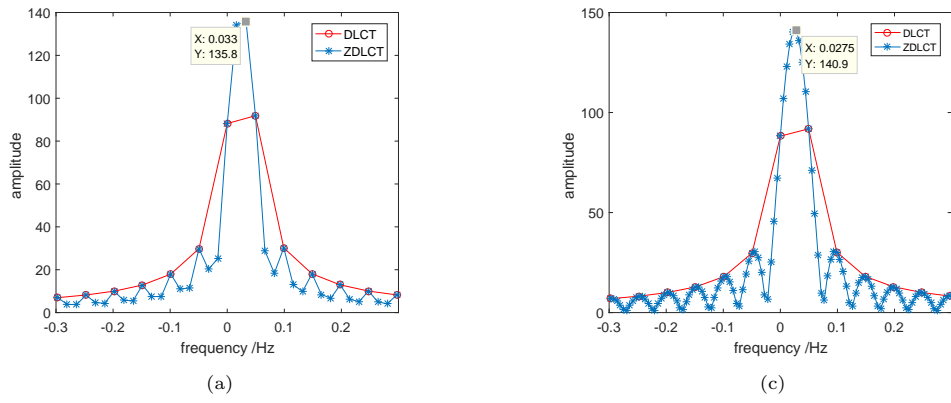 140
120
100
80
60
40
20
0
amplitude
-0.3
-0.2
-0.1
0
0.1
0.2
frequency /Hz
X: 0.033
Y: 135.8
DLCT
ZDLCT
(a)
150
100
50
0
amplitude
-0.3
-0.2
-0.1
0
0.1
0.2
frequency /Hz
X: 0.0275
Y: 140.9
DLCT
ZDLCT
(c)